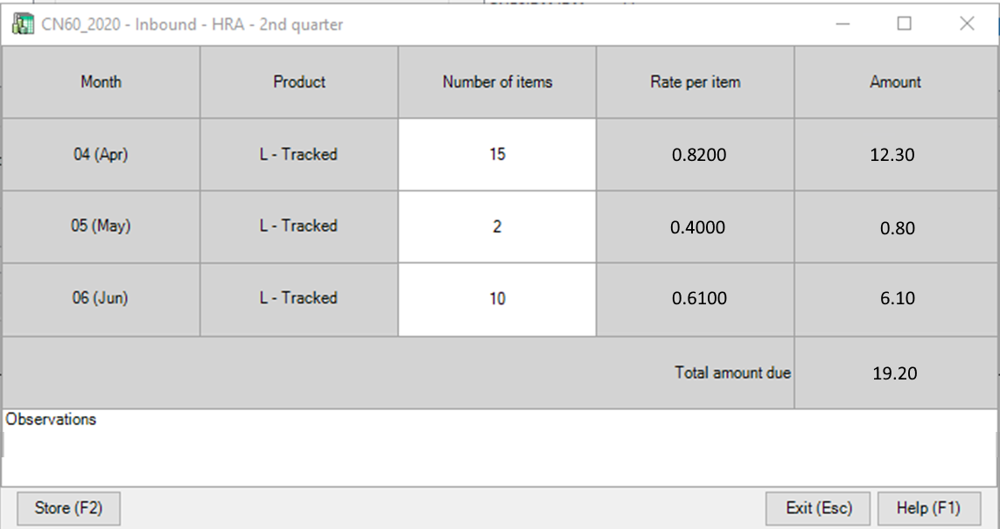 CN60_2020 - Inbound - HRA - 2nd quarter
Month Product Number of items Rate per item Amount
04 (Apr) L - Tracked 15 0.8200 12.30
05 (May) L - Tracked 2 0.4000 0.80
06 (Jun) L - Tracked 10 0.6100 6.10
Total amount due 19.20
Observations
Store (F2) Exit (Esc) Help (F1)